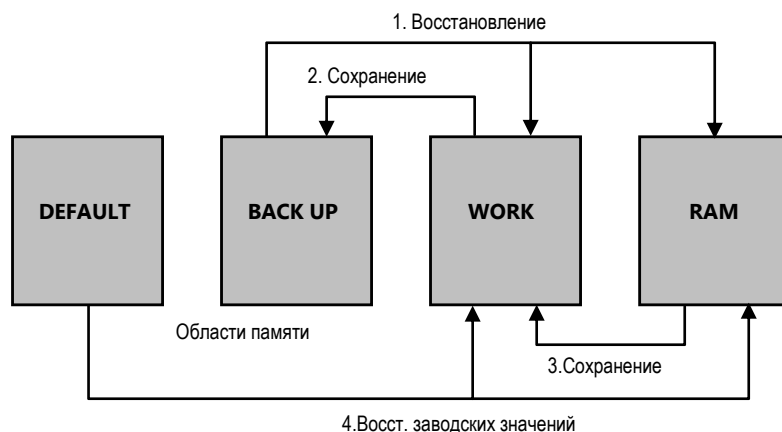 1. Восстановление
2. Сохранение
DEFAULT
BACK UP
WORK
RAM
Области памяти
3.Сохранение
4.Восст. заводских значений